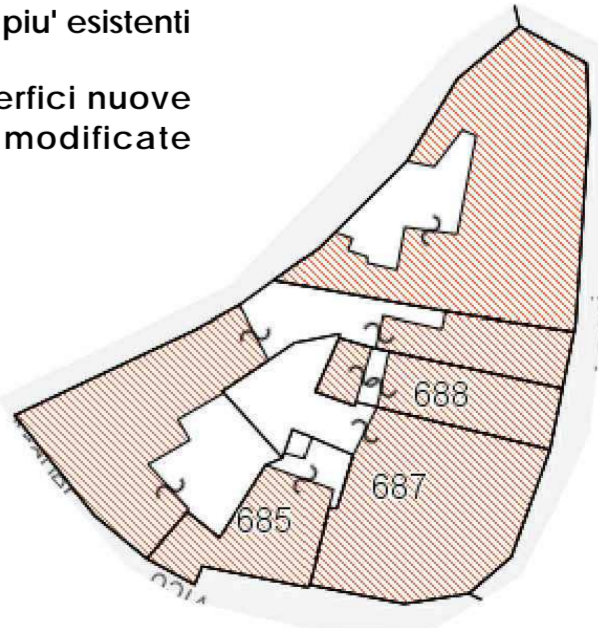 piu' esistenti
erfici nuove
modificate
688
687
685